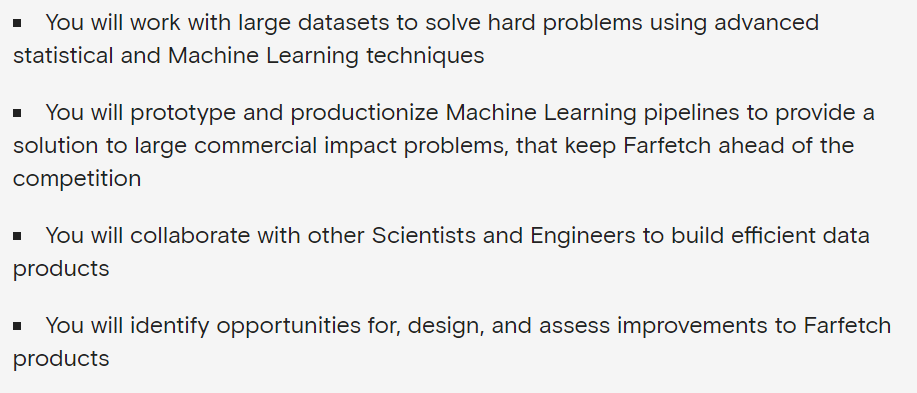 ▪ You will work with large datasets to solve hard problems using advanced
statistical and Machine Learning techniques
▪ You will prototype and productionize Machine Learning pipelines to provide a
solution to large commercial impact problems, that keep Farfetch ahead of the
competition
▪ You will collaborate with other Scientists and Engineers to build efficient data
products
▪ You will identify opportunities for, design, and assess improvements to Farfetch
products